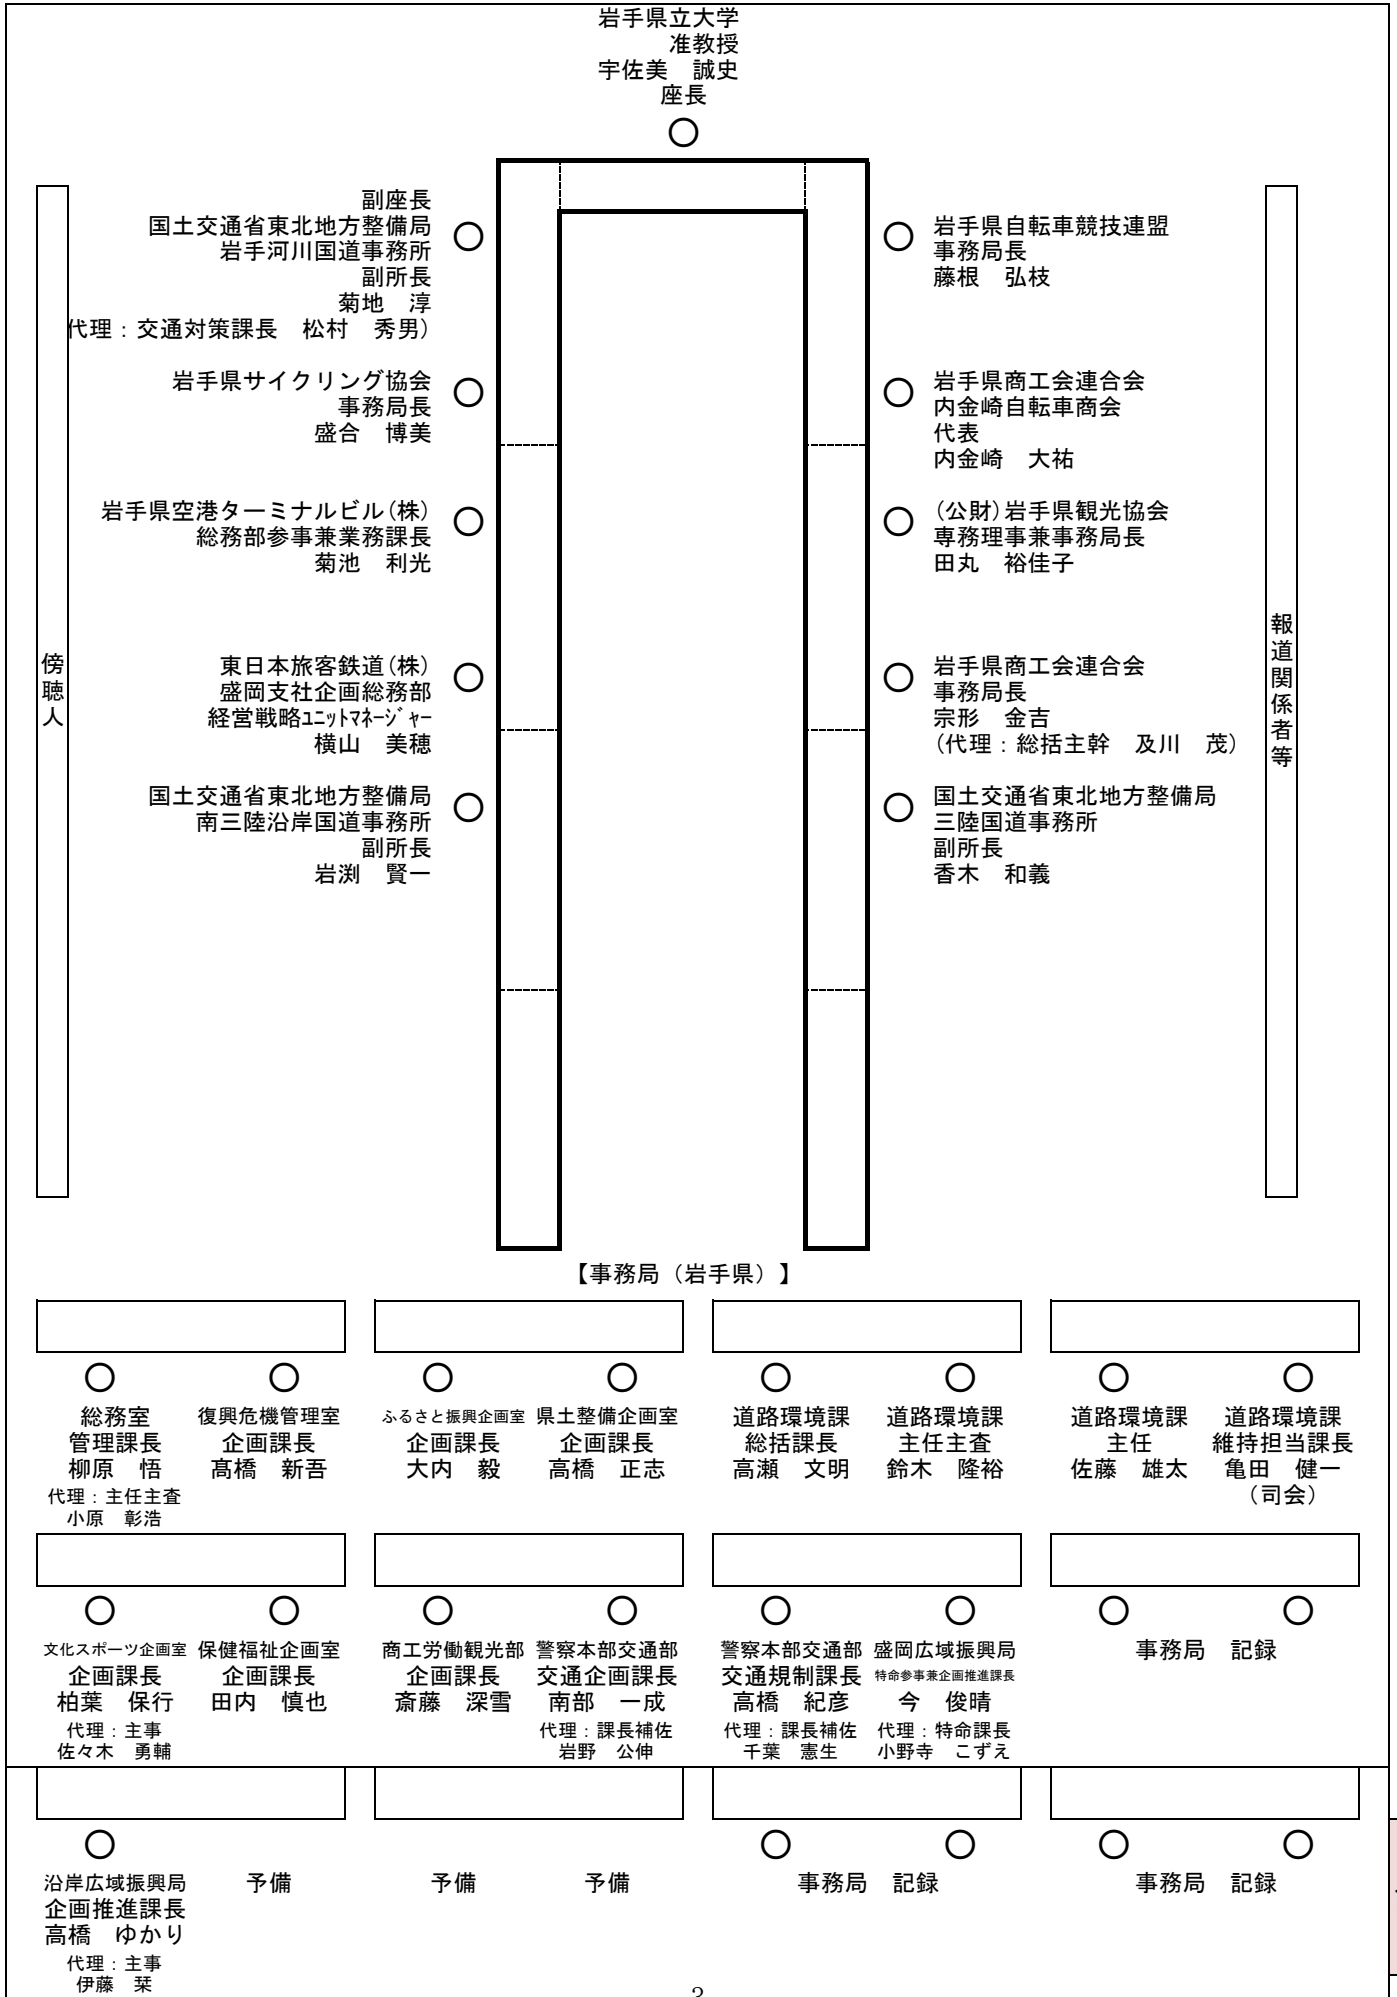 岩手県立大学
准教授
宇佐美　誠史
座長
副座長
国土交通省東北地方整備局
岩手河川国道事務所
副所長
菊地　淳
代理：交通対策課長　松村　秀男)
岩手県サイクリング協会
事務局長
盛合　博美
岩手県空港ターミナルビル(株)
総務部参事兼業務課長
菊池　利光
東日本旅客鉄道(株)
盛岡支社企画総務部
経営戦略ﾕﾆｯﾄﾏﾈｰｼﾞｬｰ
横山　美穂
国土交通省東北地方整備局
南三陸沿岸国道事務所
副所長
岩渕　賢一
岩手県自転車競技連盟
事務局長
藤根　弘枝
岩手県商工会連合会
内金崎自転車商会
代表
内金崎　大祐
(公財)岩手県観光協会
専務理事兼事務局長
田丸　裕佳子
岩手県商工会連合会
事務局長
宗形　金吉
(代理：総括主幹　及川　茂)
国土交通省東北地方整備局
三陸国道事務所
副所長
香木　和義
傍聴人
報道関係者等
【事務局（岩手県）】
総務室
管理課長
柳原　悟
代理：主任主査
小原　彰浩
復興危機管理室
企画課長
髙橋　新吾
ふるさと振興企画室
企画課長
大内　毅
県土整備企画室
企画課長
高橋　正志
道路環境課
総括課長
高瀬　文明
道路環境課
主任主査
鈴木　隆裕
道路環境課
主任
佐藤　雄太
道路環境課
維持担当課長
亀田　健一
（司会）
文化スポーツ企画室
企画課長
柏葉　保行
代理：主事
佐々木　勇輔
保健福祉企画室
企画課長
田内　慎也
商工労働観光部
企画課長
斎藤　深雪
警察本部交通部
交通企画課長
南部　一成
代理：課長補佐
岩野　公伸
警察本部交通部
交通規制課長
高橋　紀彦
代理：課長補佐
千葉　憲生
盛岡広域振興局
特命参事兼企画推進課長
今　俊晴
代理：特命課長
小野寺　こずえ
事務局　記録
沿岸広域振興局
企画推進課長
高橋　ゆかり
代理：主事
伊藤　栞
予備
予備
予備
事務局　記録
事務局　記録
3